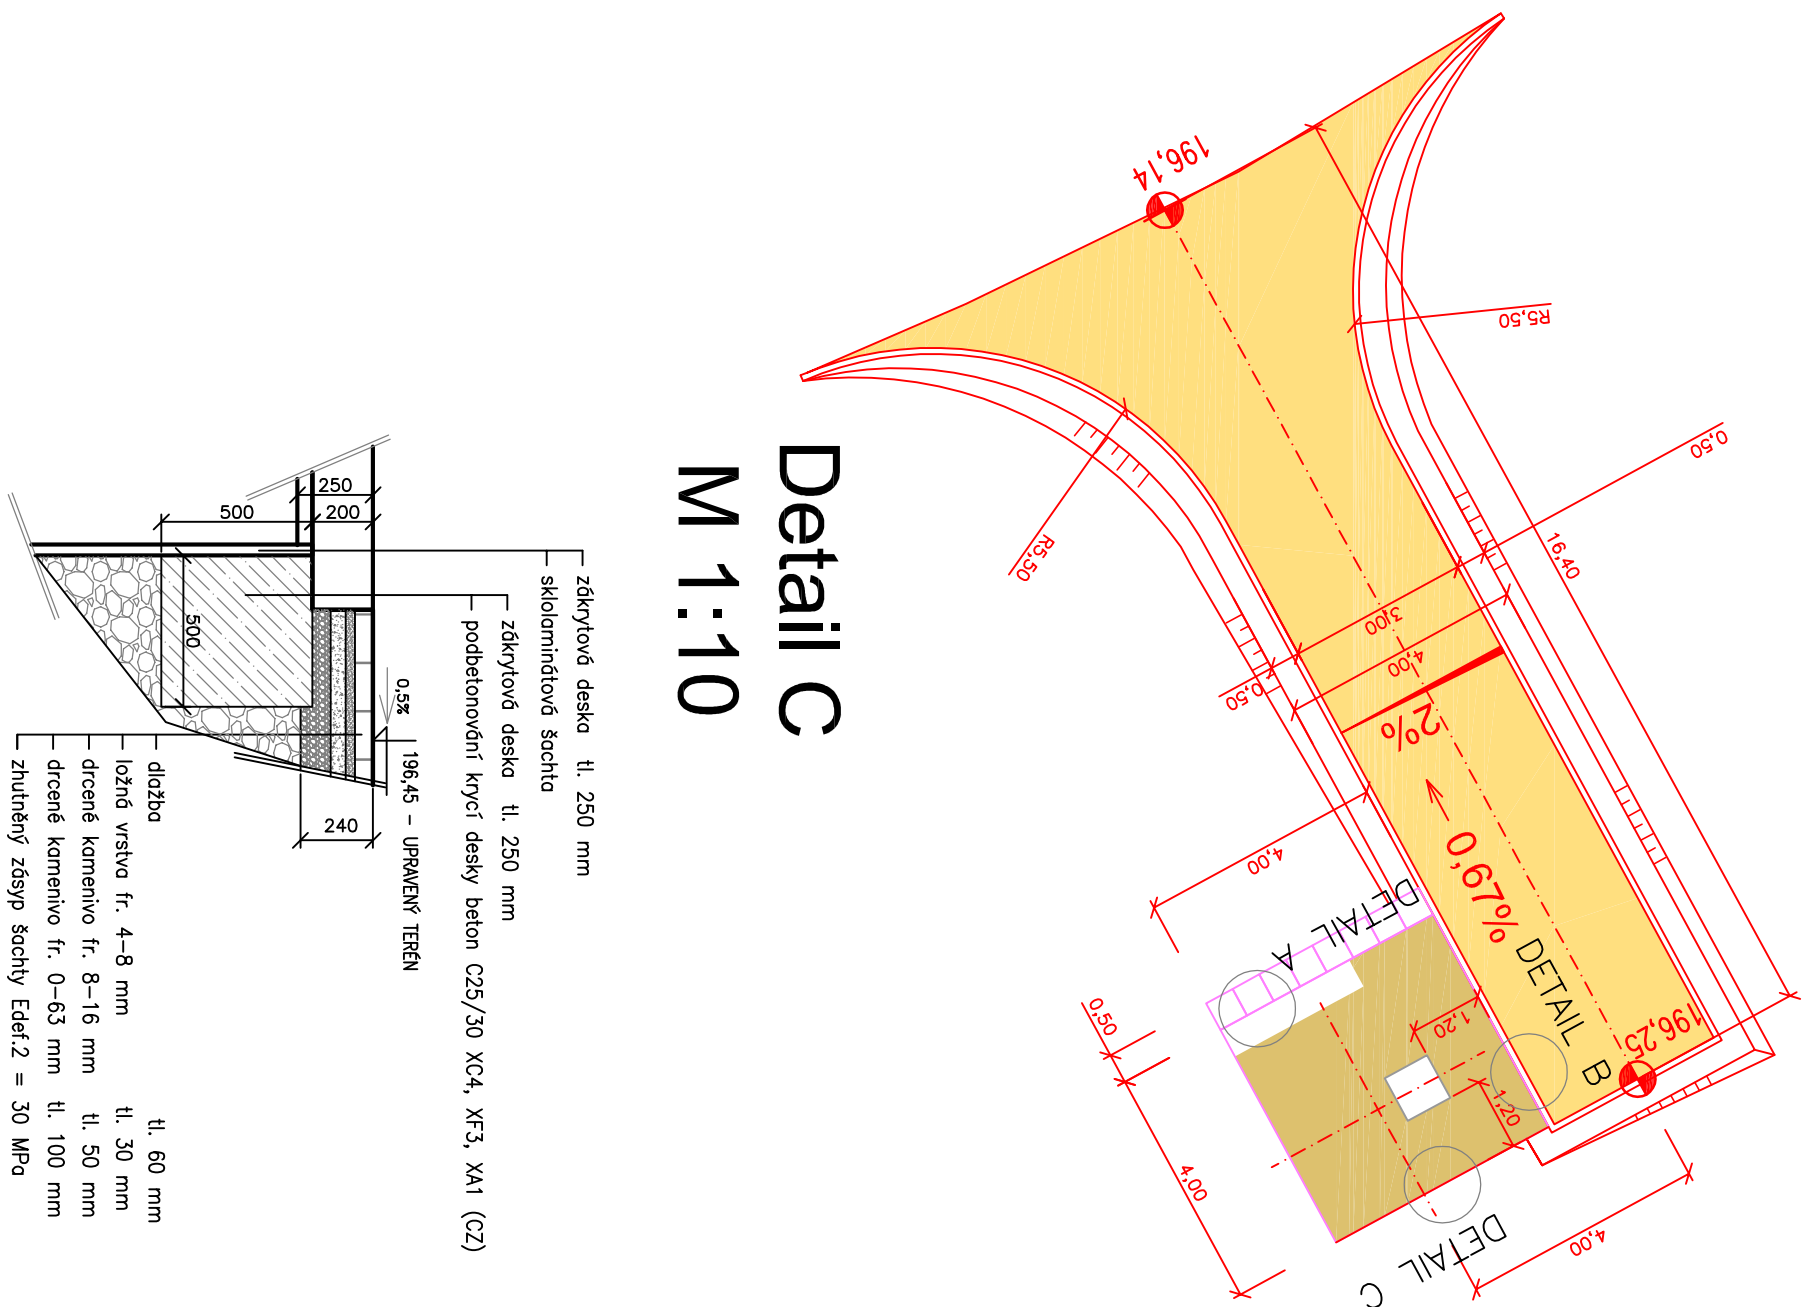 Detail C
M 1:10
zákrytová deska tl. 250 mm
sklolaminátová šachta
zákrytová deska tl. 250 mm
podbetonování krycí desky beton C25/30 XC4, XF3, XA1 (CZ)
196,45 – UPRAVENÝ TERÉN
0,5%
250
200
500
500
240
dlažba tl. 60 mm
ložná vrstva fr. 4–8 mm tl. 30 mm
drcené kamenivo fr. 8–16 mm tl. 50 mm
drcené kamenivo fr. 0–63 mm tl. 100 mm
zhutněný zásyp šachty Edef.2 = 30 MPa
196,14
R5,50
R5,50
0,50
16,40
3,00
4,00
0,50
2%
0,67%
4,00
DETAIL A
DETAIL B
196,25
1,20
1,20
0,50
4,00
4,00
DETAIL C